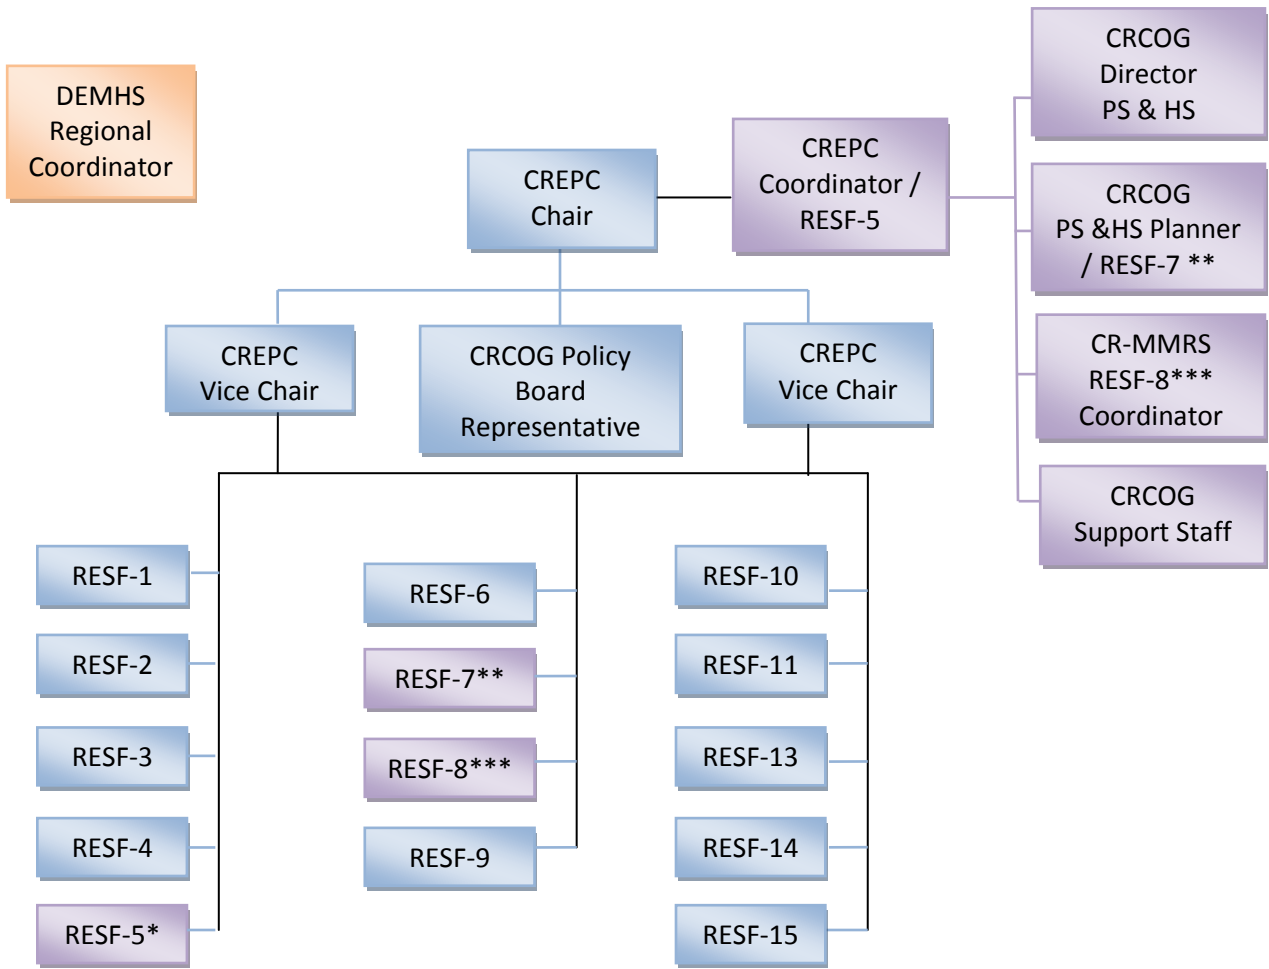 DEMHS
Regional
Coordinator
CREPC
Chair
CREPC
Coordinator /
RESF-5
CRCOG
Director
PS & HS
CRCOG
PS &HS Planner
/ RESF-7 **
CR-MMRS
RESF-8***
Coordinator
CRCOG
Support Staff
CREPC
Vice Chair
CRCOG Policy
Board
Representative
CREPC
Vice Chair
RESF-1
RESF-2
RESF-3
RESF-4
RESF-5*
RESF-6
RESF-7**
RESF-8***
RESF-9
RESF-10
RESF-11
RESF-13
RESF-14
RESF-15